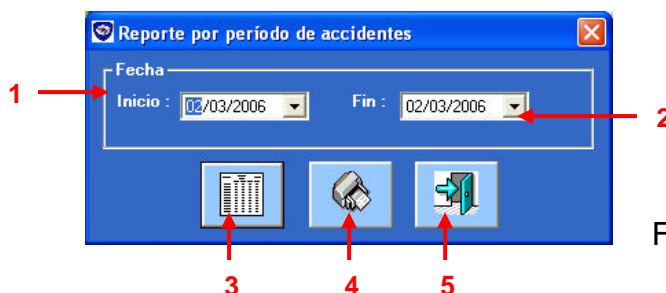 Reporte por período de accidentes
Fecha
1
Inicio : 02/03/2006 Fin : 02/03/2006
2
F
3 4 5